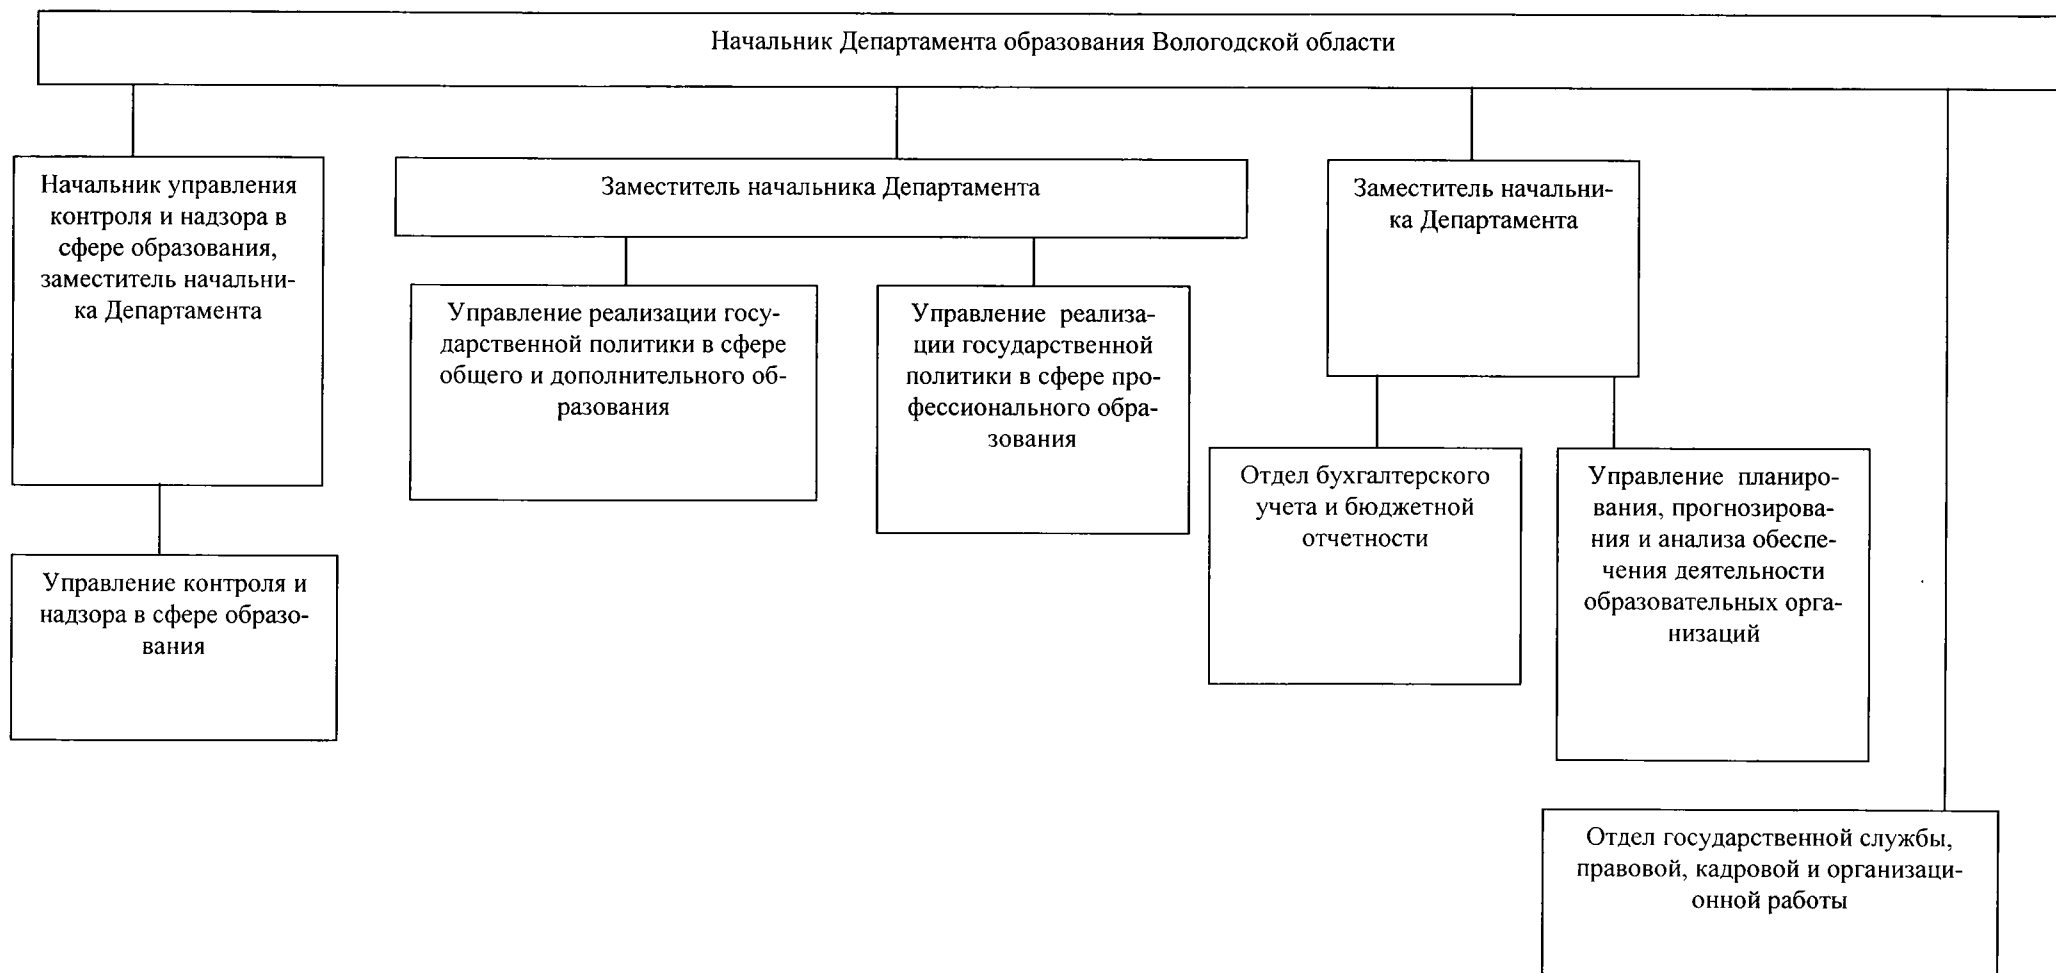 Начальник Департамента образования Вологодской области
Начальник управления
контроля и надзора в
сфере образования,
заместитель начальни-
ка Департамента
Заместитель начальника Департамента
Заместитель начальни-
ка Департамента
Управление реализации госу-
дарственной политики в сфере
общего и дополнительного об-
разования
Управление реализа-
ции государственной
политики в сфере про-
фессионального обра-
зования
Отдел бухгалтерского
учета и бюджетной
отчетности
Управление планиро-
вания, прогнозирова-
ния и анализа обеспе-
чения деятельности
образовательных орга-
низаций
Управление контроля и
надзора в сфере образо-
вания
Отдел государственной службы,
правовой, кадровой и организаци-
онной работы